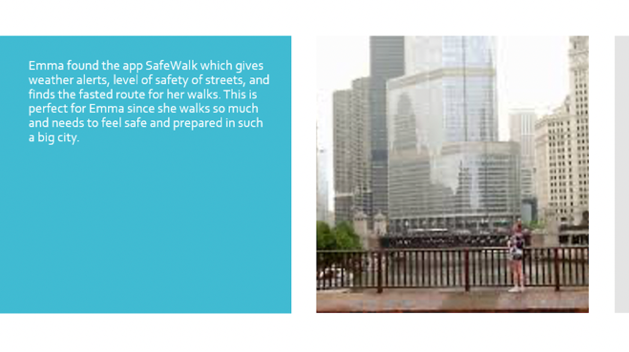 Emma found the app SafeWalk which gives
weather alerts, level of safety of streets, and
finds the fasted route for her walks. This is
perfect for Emma since she walks so much
and needs to feel safe and prepared in such
a big city.